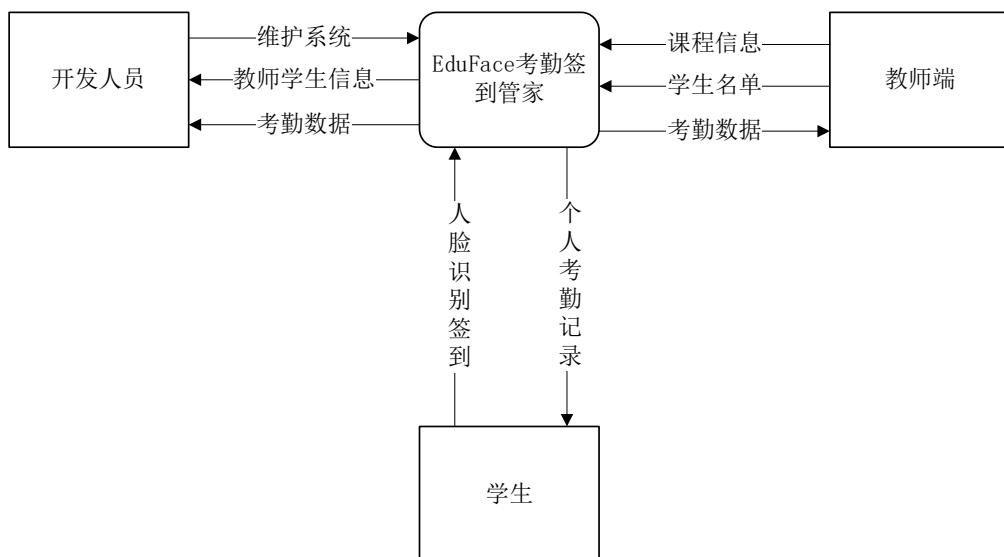 维护系统
课程信息
开发人员
教师学生信息
EduFace考勤签
到管家
学生名单
教师端
考勤数据
考勤数据
人脸识别签到
个人考勤记录
学生